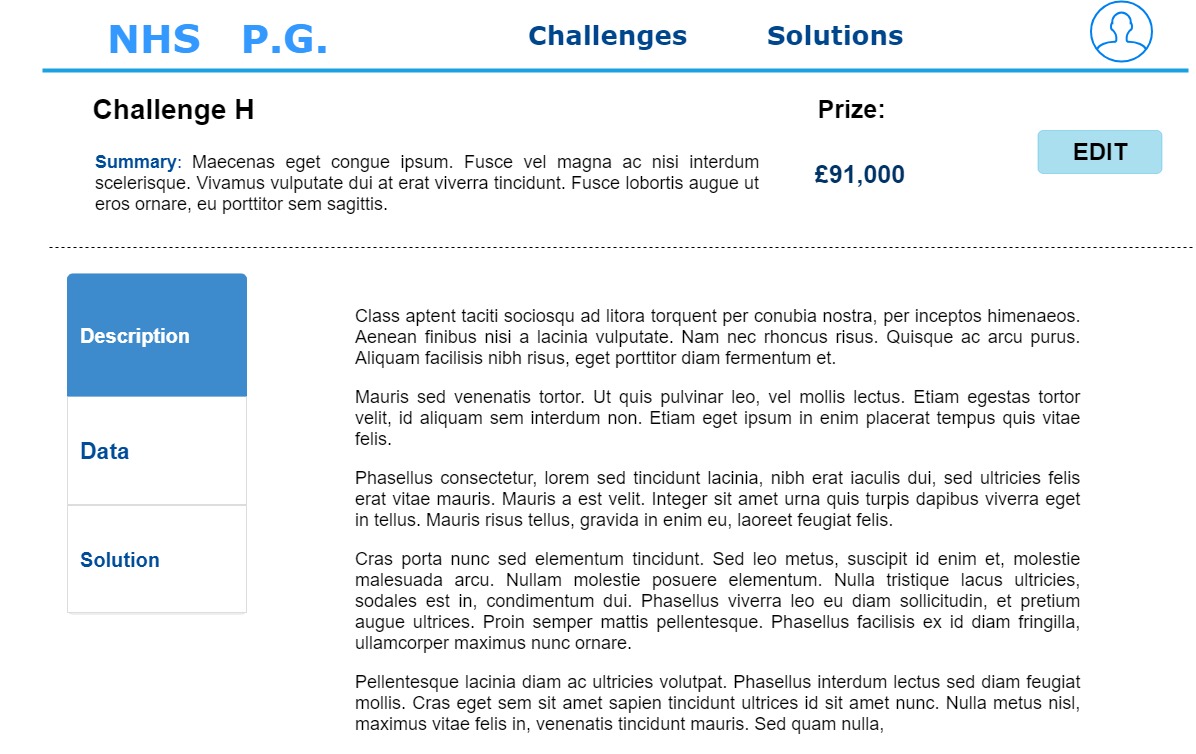 NHS P.G.
Challenges
Solutions
Challenge H
Prize:
EDIT
Summary: Maecenas eget congue ipsum. Fusce vel magna ac nisi interdum
scelerisque. Vivamus vulputate dui at erat viverra tincidunt. Fusce lobortis augue ut
eros ornare, eu porttitor sem sagittis.
£91,000
Description
Data
Solution
Class aptent taciti sociosqu ad litora torquent per conubia nostra, per inceptos himenaeos.
Aenean finibus nisi a lacinia vulputate. Nam nec rhoncus risus. Quisque ac arcu purus.
Aliquam facilisis nibh risus, eget porttitor diam fermentum et.
Mauris sed venenatis tortor. Ut quis pulvinar leo, vel mollis lectus. Etiam egestas tortor
velit, id aliquam sem interdum non. Etiam eget ipsum in enim placerat tempus quis vitae
felis.
Phasellus consectetur, lorem sed tincidunt lacinia, nibh erat iaculis dui, sed ultricies felis
erat vitae mauris. Mauris a est velit. Integer sit amet urna quis turpis dapibus viverra eget
in tellus. Mauris risus tellus, gravida in enim eu, laoreet feugiat felis.
Cras porta nunc sed elementum tincidunt. Sed leo metus, suscipit id enim et, molestie
malesuada arcu. Nullam molestie posuere elementum. Nulla tristique lacus ultricies,
sodales est in, condimentum dui. Phasellus viverra leo eu diam sollicitudin, et pretium
augue ultrices. Proin semper mattis pellentesque. Phasellus facilisis ex id diam fringilla,
ullamcorper maximus nunc ornare.
Pellentesque lacinia diam ac ultricies volutpat. Phasellus interdum lectus sed diam feugiat
mollis. Cras eget sem sit amet sapien tincidunt ultrices id sit amet nunc. Nulla metus nisl,
maximus vitae felis in, venenatis tincidunt mauris. Sed quam nulla,